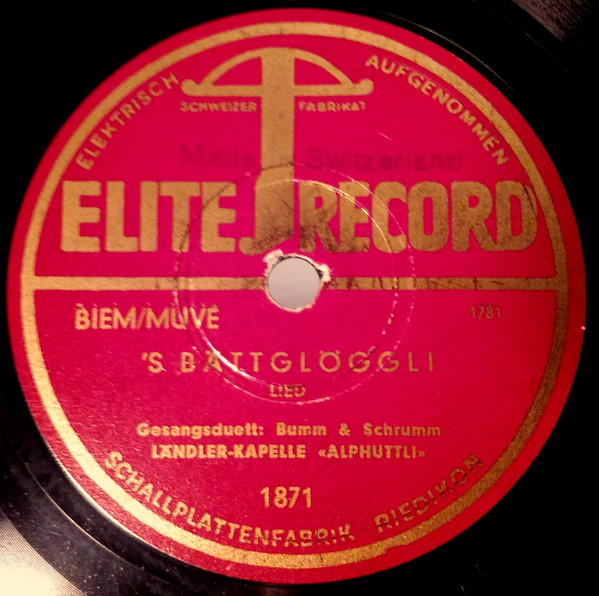 ELEKTRISCH AUFGENOMMEN
SCHWEIZER FABRIKAT
Made in Switzerland
ELITE RECORD
BIEM/MUVE
1781
'S BÄTTGLÖGGLI
LIED
Gesangsduett: Bumm & Schrumm
LÄNDLER-KAPELLE «ALPHUTTLI»
1871
SCHALLPLATTENFABRIK RIEDIKON